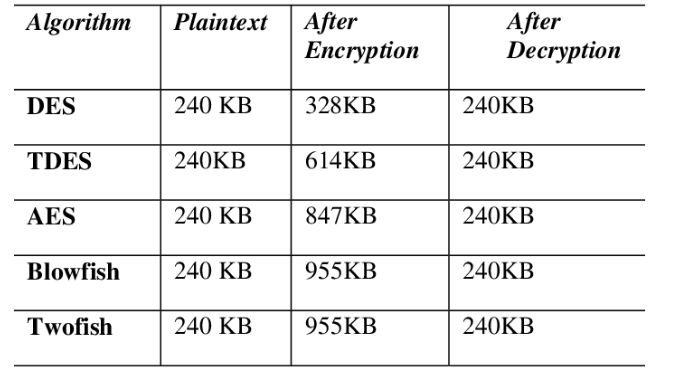 Algorithm Plaintext After Encryption After Decryption
DES 240 KB 328KB 240KB
TDES 240KB 614KB 240KB
AES 240 KB 847KB 240KB
Blowfish 240 KB 955KB 240KB
Twofish 240 KB 955KB 240KB